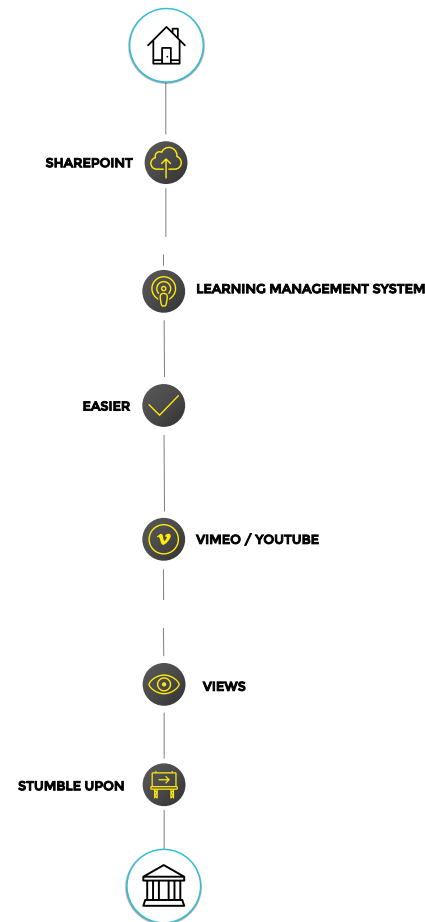 SHAREPOINT
LEARNING MANAGEMENT SYSTEM
EASIER
VIMEO / YOUTUBE
VIEWS
STUMBLE UPON